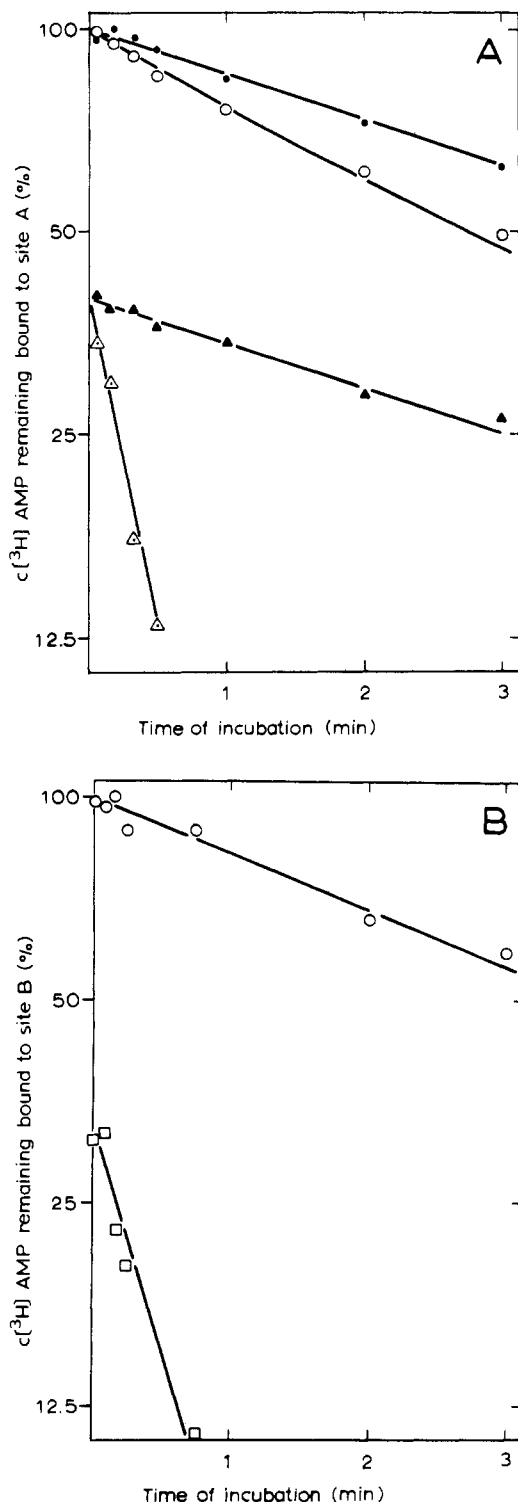 A
100
50
25
12.5
c[³H] AMP remaining bound to site A (%)
1
2
3
Time of incubation (min)
B
100
50
25
12.5
c[³H] AMP remaining bound to site B (%)
1
2
3
Time of incubation (min)